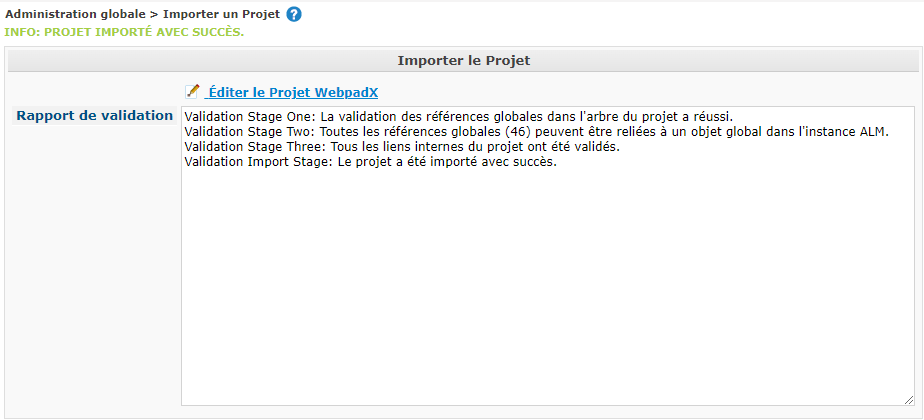 Administration globale > Importer un Projet ?
INFO: PROJET IMPORTÉ AVEC SUCCÈS.
Importer le Projet
Éditer le Projet WebpadX
Rapport de validation
Validation Stage One: La validation des références globales dans l'arbre du projet a réussi.
Validation Stage Two: Toutes les références globales (46) peuvent être reliées à un objet global dans l'instance ALM.
Validation Stage Three: Tous les liens internes du projet ont été validés.
Validation Import Stage: Le projet a été importé avec succès.